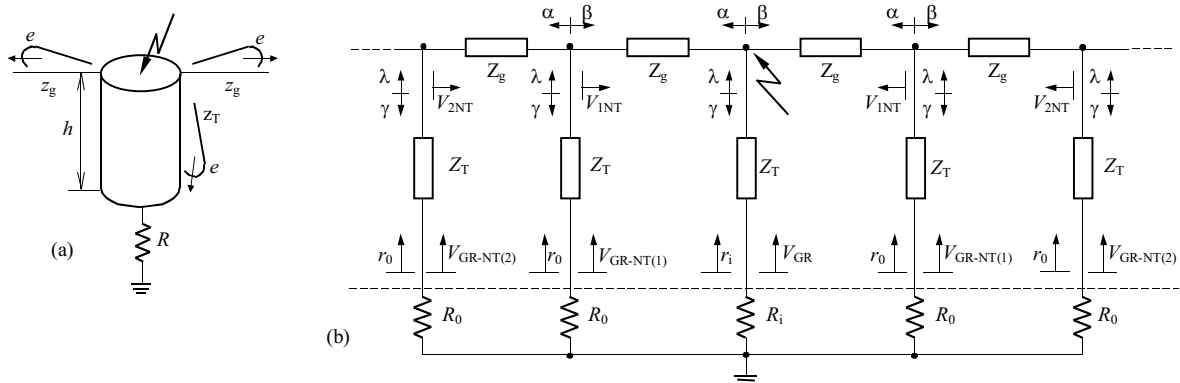 (a)
e
e
z_g
z_g
h
z_T
e
R
(b)
α β
α β
α β
Z_g
Z_g
Z_g
Z_g
λ
γ
V_2NT
λ
γ
V_1NT
λ
γ
V_1NT
λ
γ
V_2NT
λ
γ
Z_T
Z_T
Z_T
Z_T
Z_T
r_0
V_GR-NT(2)
r_0
V_GR-NT(1)
r_i
V_GR
r_0
V_GR-NT(1)
r_0
V_GR-NT(2)
R_0
R_0
R_i
R_0
R_0